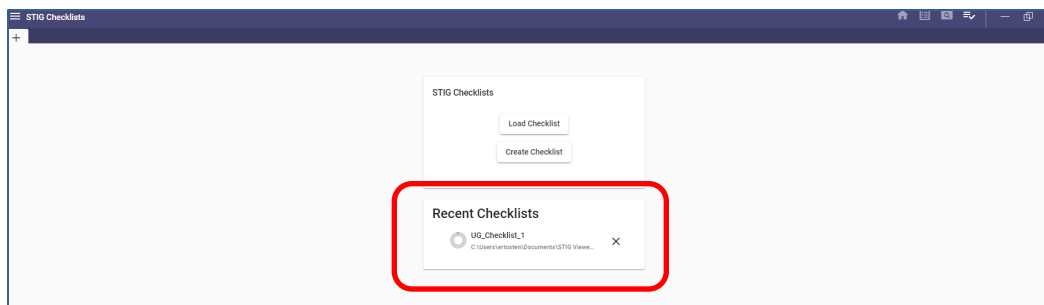 STIG Checklists
+
STIG Checklists
Load Checklist
Create Checklist
Recent Checklists
UG_Checklist_1
C:\Users\ertosten\Documents\STIG Viewe...